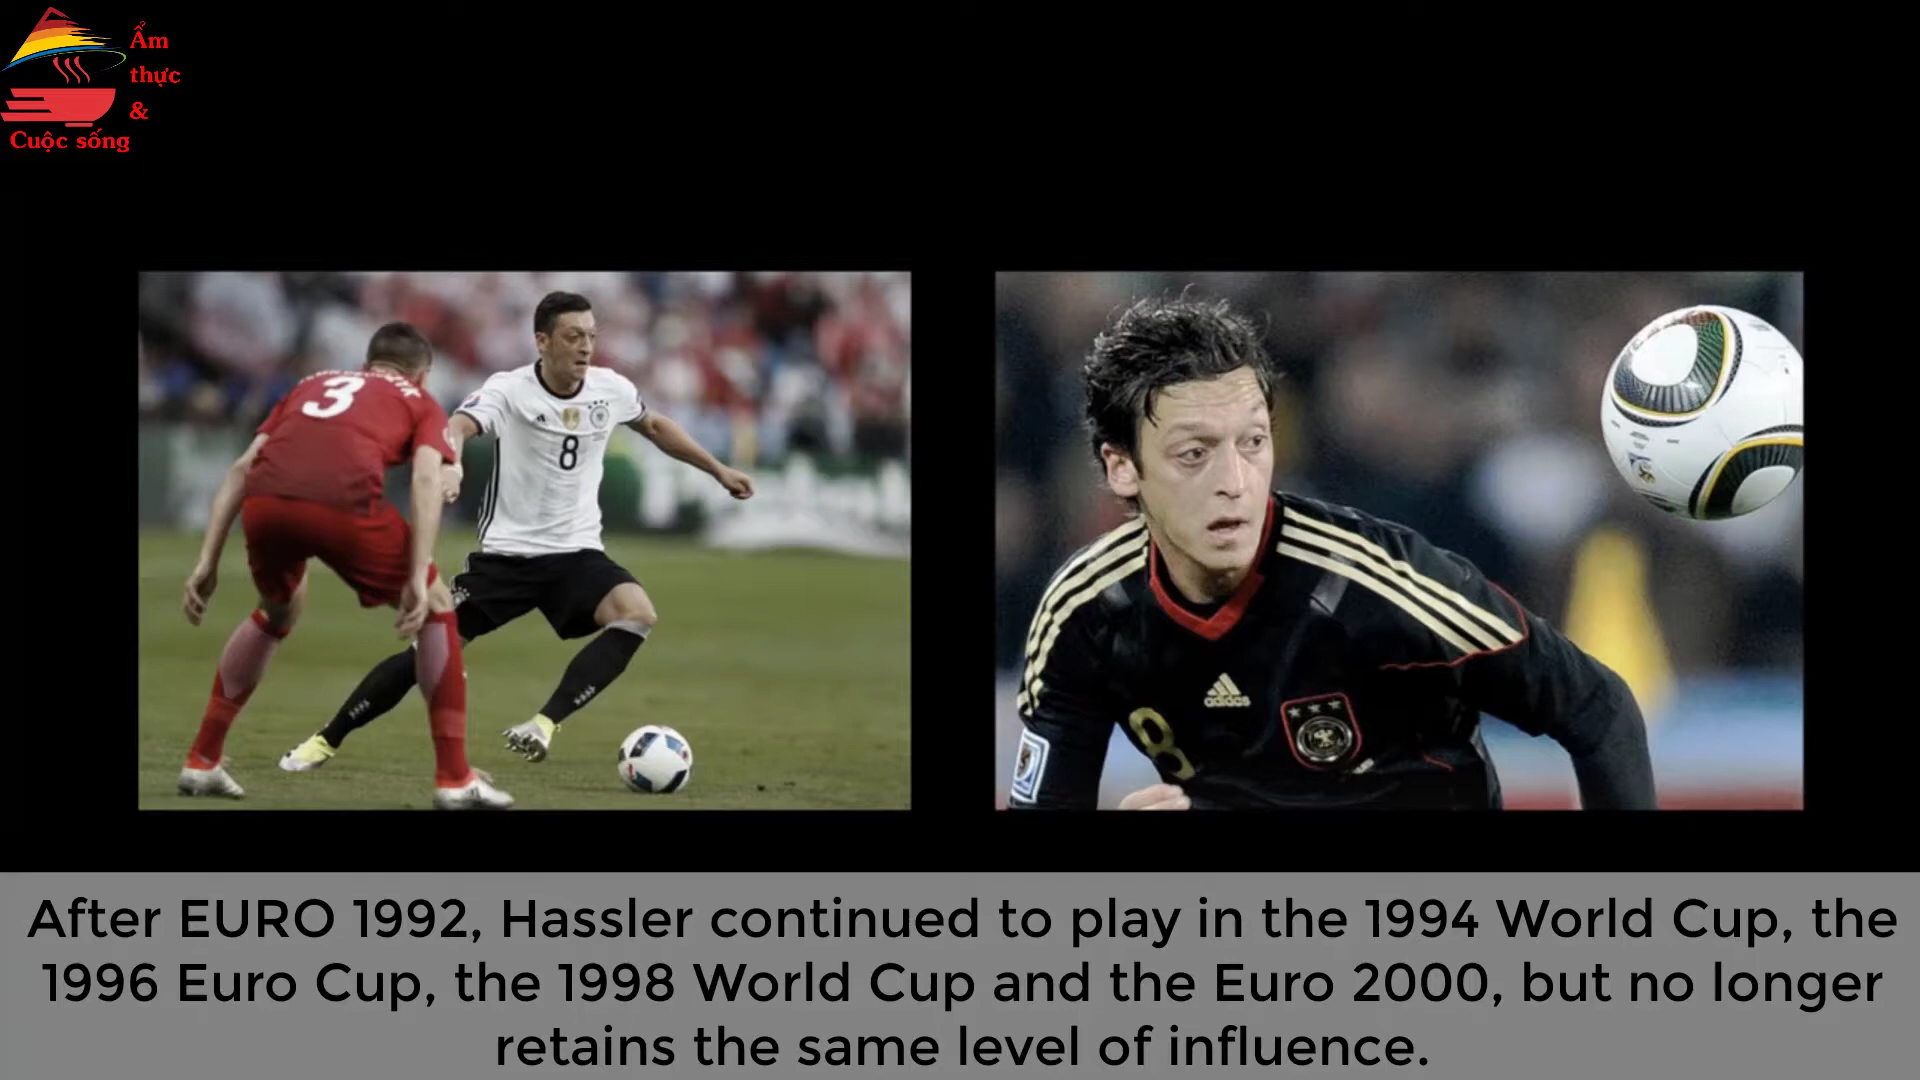 Ẩm
thực
&
Cuộc sống
3
8
adidas
8
After EURO 1992, Hassler continued to play in the 1994 World Cup, the
1996 Euro Cup, the 1998 World Cup and the Euro 2000, but no longer
retains the same level of influence.